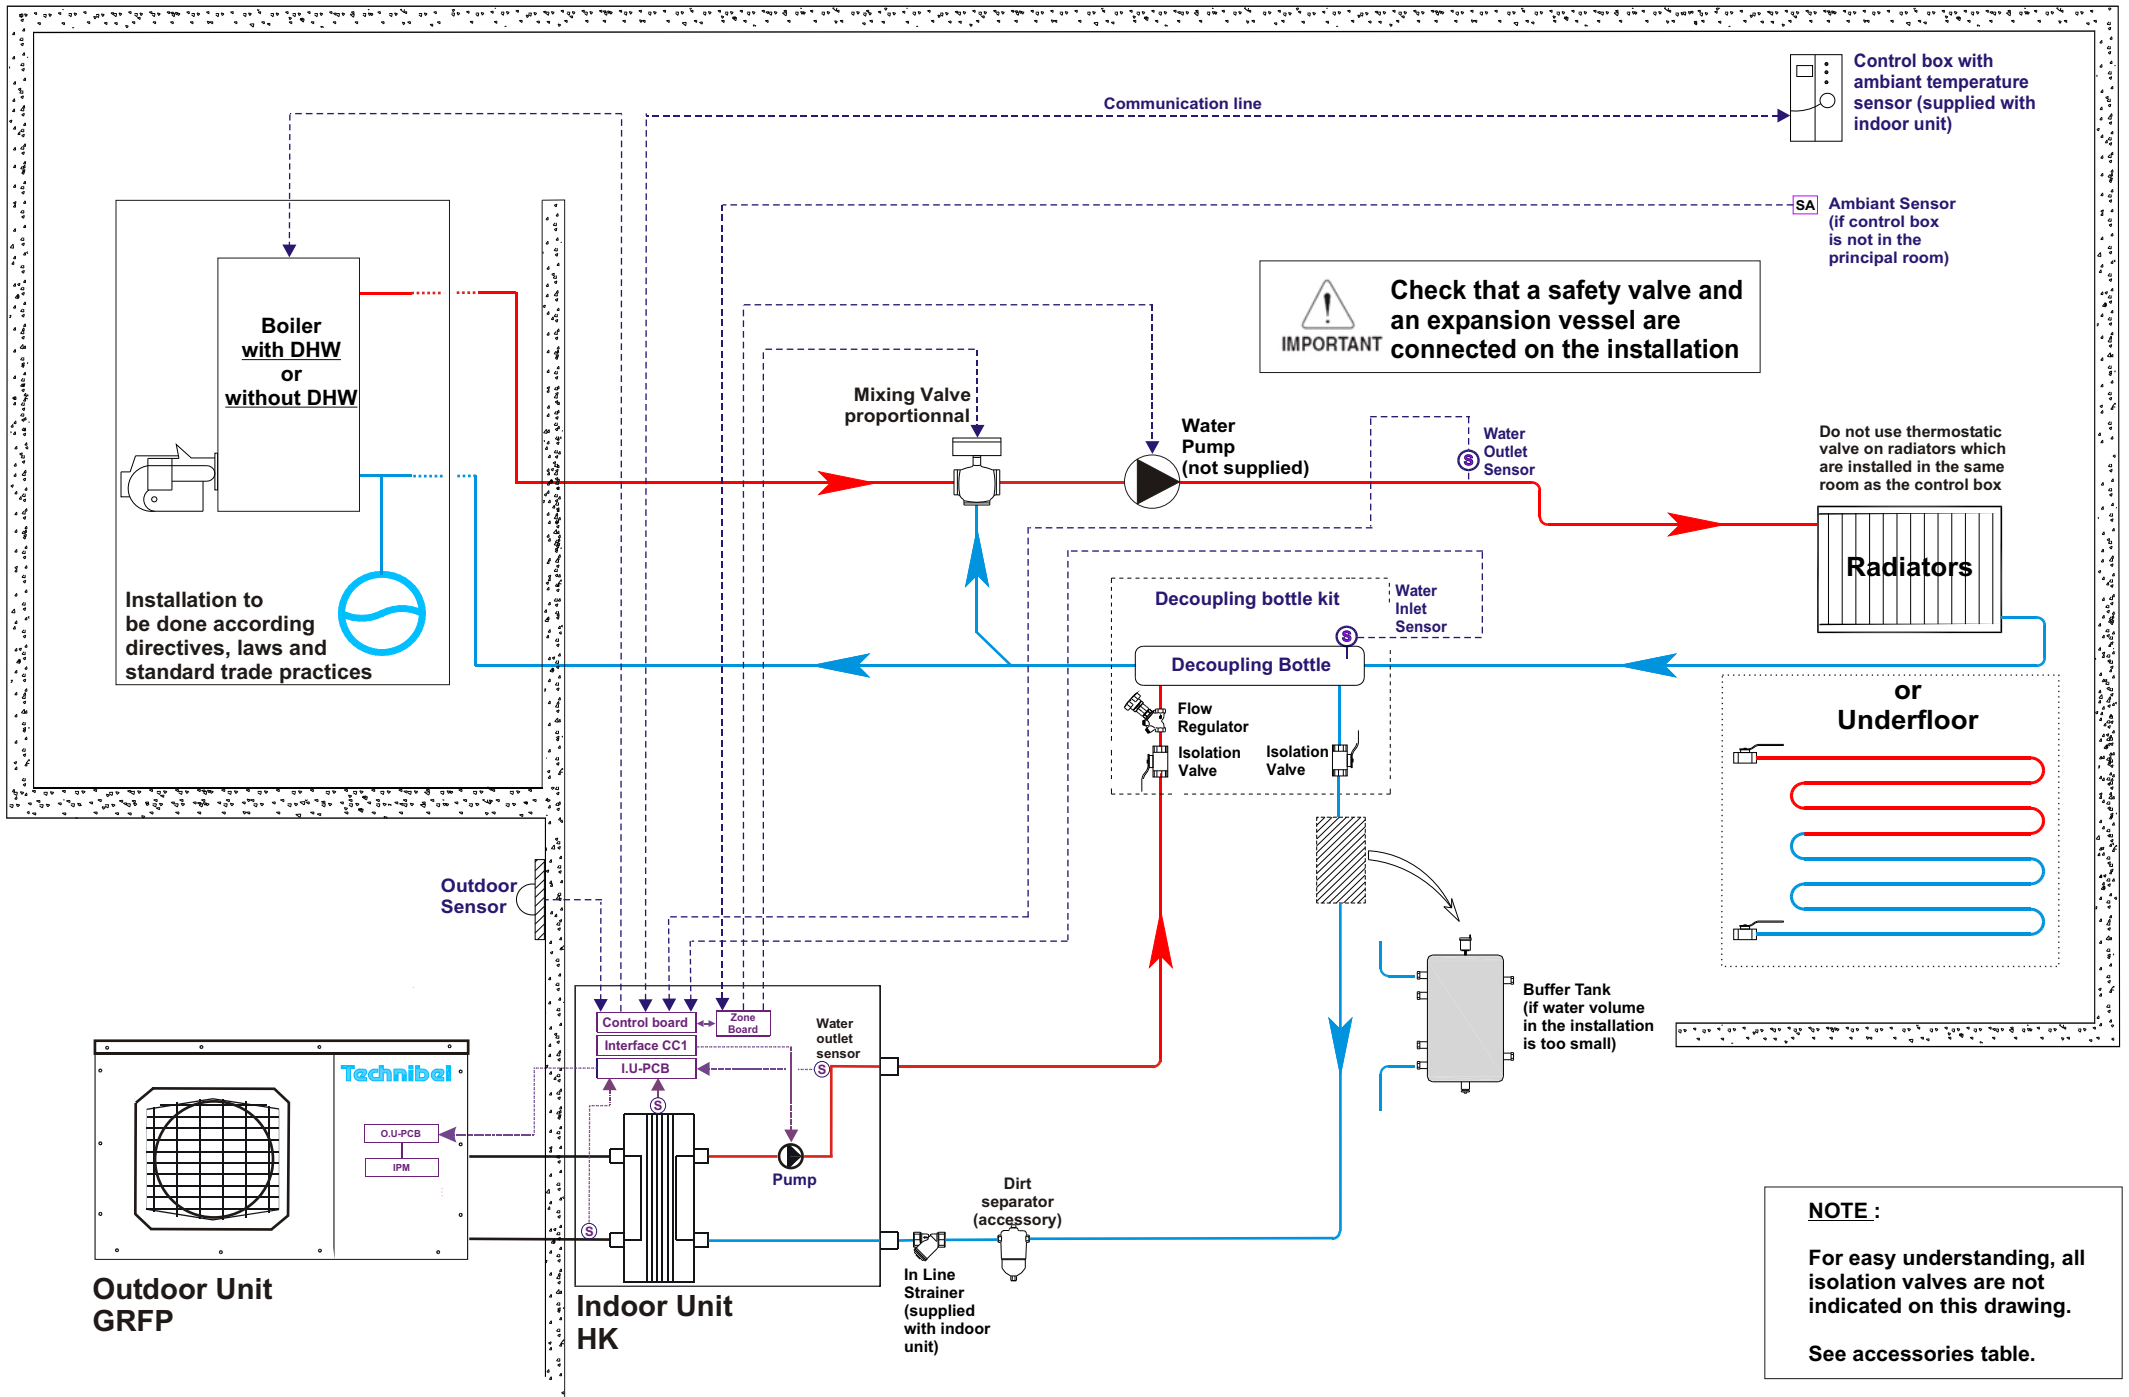 Control box with
ambiant temperature
sensor (supplied with
indoor unit)
Communication line
SA
Ambiant Sensor
(if control box
is not in the
principal room)
IMPORTANT
Check that a safety valve and
an expansion vessel are
connected on the installation
Boiler
with DHW
or
without DHW
Mixing Valve
proportionnal
Water
Pump
(not supplied)
S
Water
Outlet
Sensor
Do not use thermostatic
valve on radiators which
are installed in the same
room as the control box
Radiators
Installation to
be done according
directives, laws and
standard trade practices
Decoupling bottle kit
Water
Inlet
Sensor
S
Decoupling Bottle
Flow
Regulator
Isolation
Valve
Isolation
Valve
or
Underfloor
Outdoor
Sensor
Buffer Tank
(if water volume
in the installation
is too small)
Control board
Zone
Board
Interface CC1
I.U-PCB
Water
outlet
sensor
S
S
S
Pump
Technibel
O.U-PCB
IPM
Outdoor Unit
GRFP
Indoor Unit
HK
In Line
Strainer
(supplied
with indoor
unit)
Dirt
separator
(accessory)
NOTE :
For easy understanding, all
isolation valves are not
indicated on this drawing.
See accessories table.